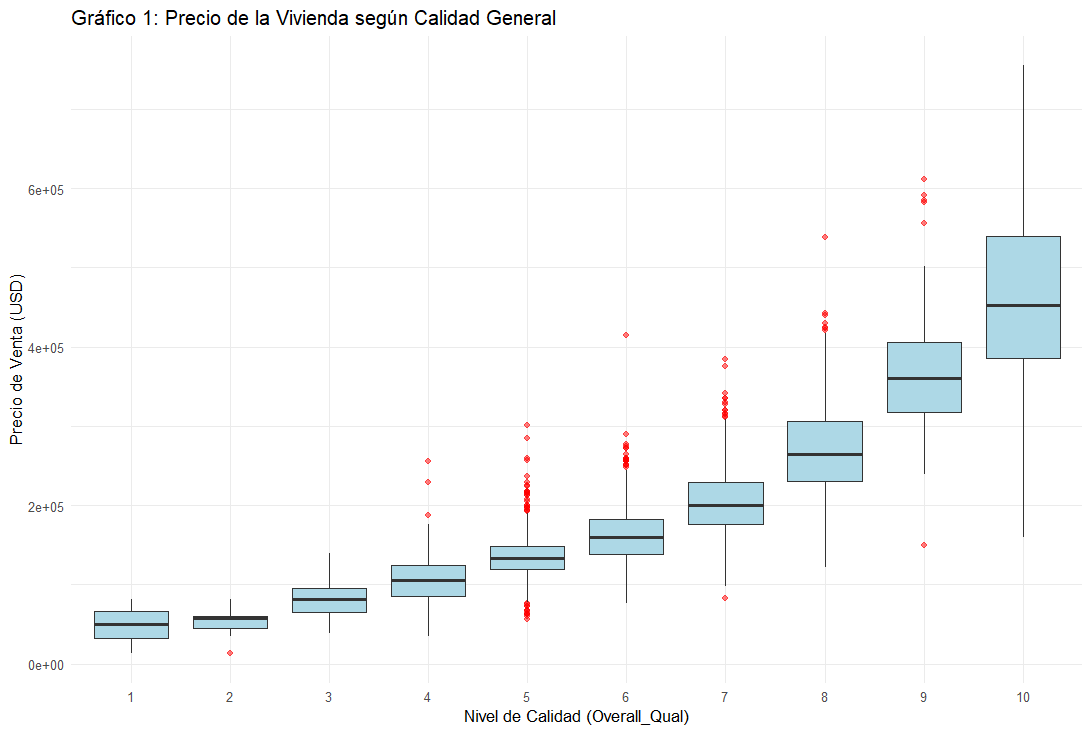 Gráfico 1: Precio de la Vivienda según Calidad General
Precio de Venta (USD)
6e+05
4e+05
2e+05
0e+00
1 2 3 4 5 6 7 8 9 10
Nivel de Calidad (Overall_Qual)